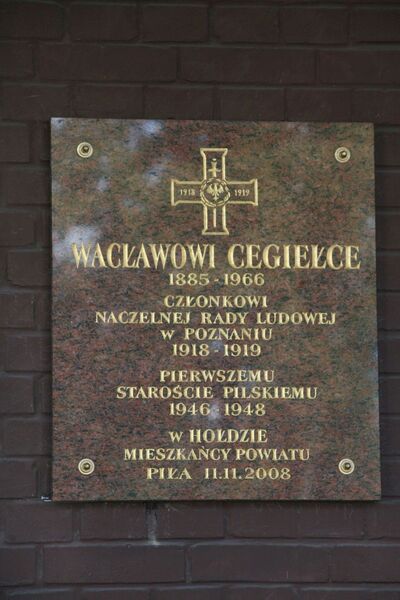 1918 1919
WACŁAWOWI CEGIEŁCE
1885-1966
CZŁONKOWI
NACZELNEJ RADY LUDOWEJ
W POZNANIU
1918-1919
PIERWSZEMU
STAROŚCIE PILSKIEMU
1946-1948
W HOŁDZIE
MIESZKAŃCY POWIATU
PIŁA 11.11.2008